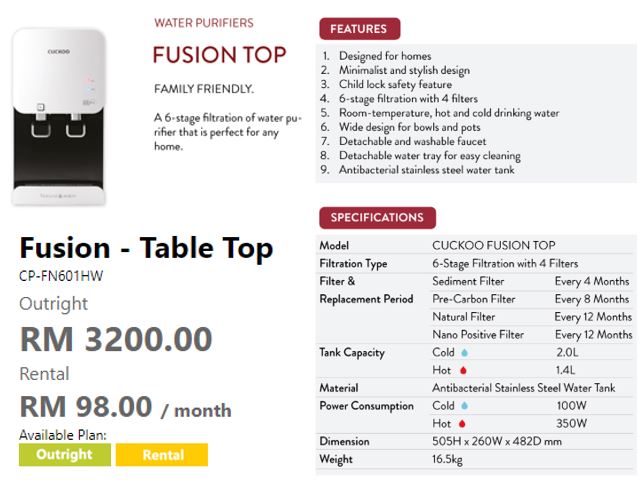 WATER PURIFIERS
FUSION TOP
FAMILY FRIENDLY.
A 6-stage filtration of water pu-
rifier that is perfect for any
home.
CUCKOO
Fusion - Table Top
CP-FN601HW
Outright
RM 3200.00
Rental
RM 98.00 / month
Available Plan:
Outright Rental
FEATURES
1. Designed for homes
2. Minimalist and stylish design
3. Child lock safety feature
4. 6-stage filtration with 4 filters
5. Room-temperature, hot and cold drinking water
6. Wide design for bowls and pots
7. Detachable and washable faucet
8. Detachable water tray for easy cleaning
9. Antibacterial stainless steel water tank
SPECIFICATIONS
Model CUCKOO FUSION TOP
Filtration Type 6-Stage Filtration with 4 Filters
Filter & Sediment Filter Every 4 Months
Replacement Period Pre-Carbon Filter Every 8 Months
Natural Filter Every 12 Months
Nano Positive Filter Every 12 Months
Tank Capacity Cold 2.0L
Hot 1.4L
Material Antibacterial Stainless Steel Water Tank
Power Consumption Cold 100W
Hot 350W
Dimension 505H x 260W x 482D mm
Weight 16.5kg